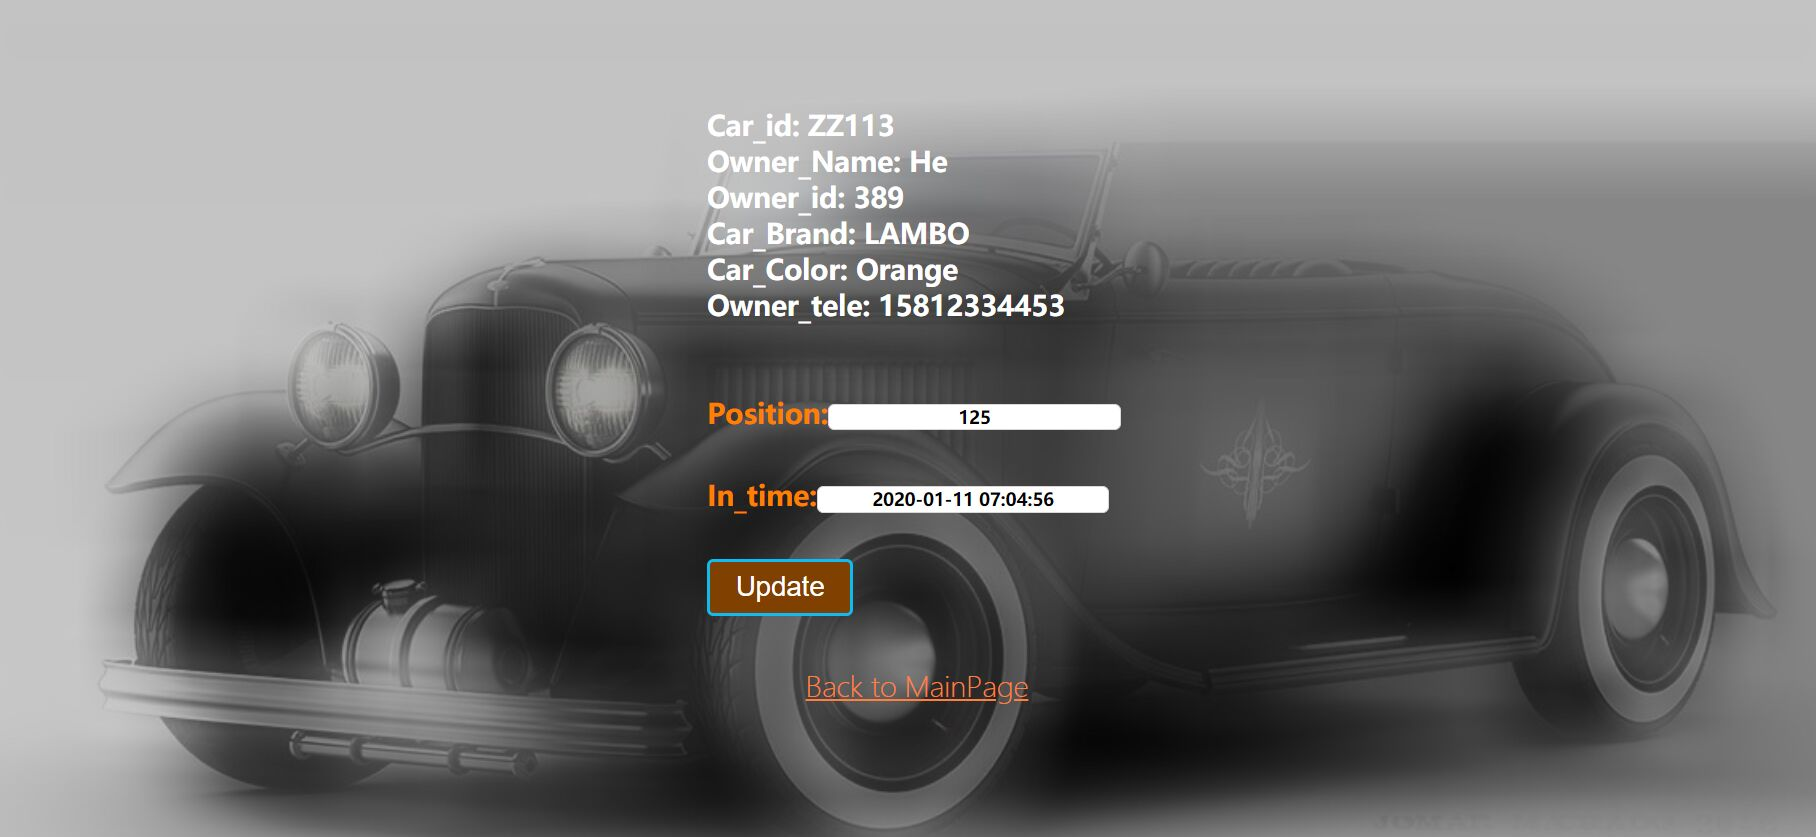 Car_id: ZZ113
Owner_Name: He
Owner_id: 389
Car_Brand: LAMBO
Car_Color: Orange
Owner_tele: 15812334453
Position: 125
In_time: 2020-01-11 07:04:56
Update
Back to MainPage